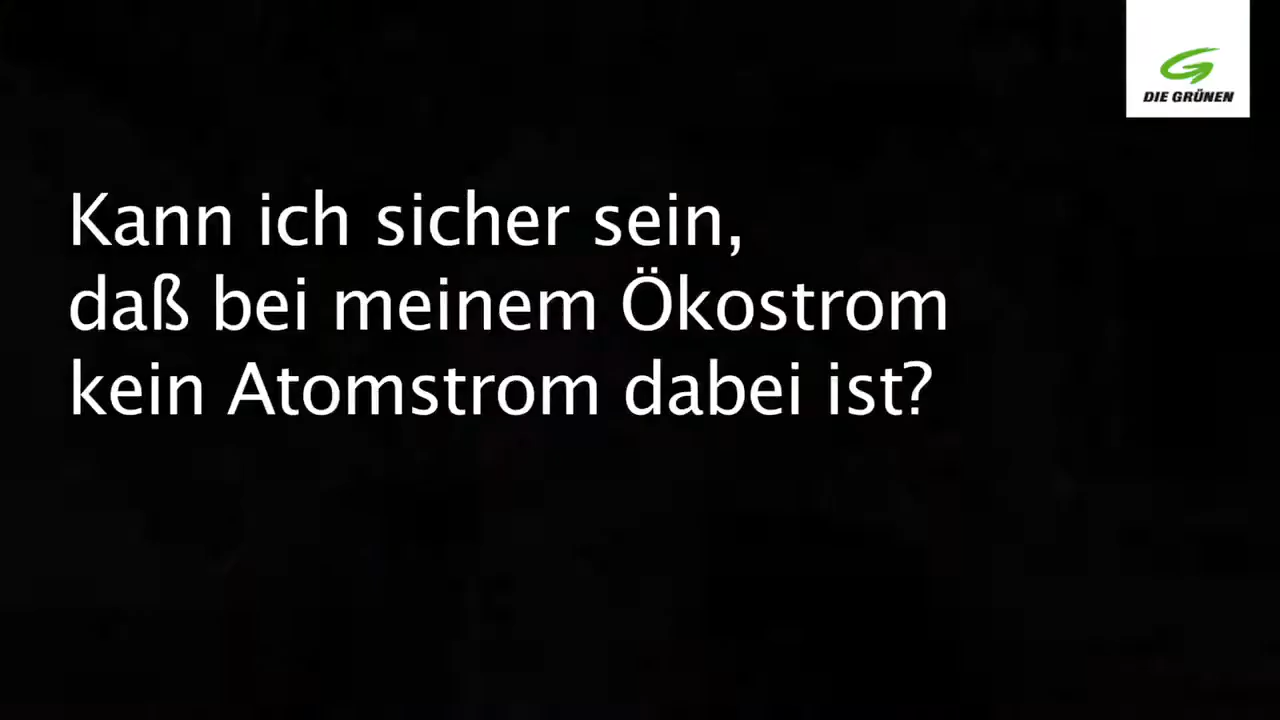 DIE GRÜNEN
Kann ich sicher sein,
daß bei meinem Ökostrom
kein Atomstrom dabei ist?